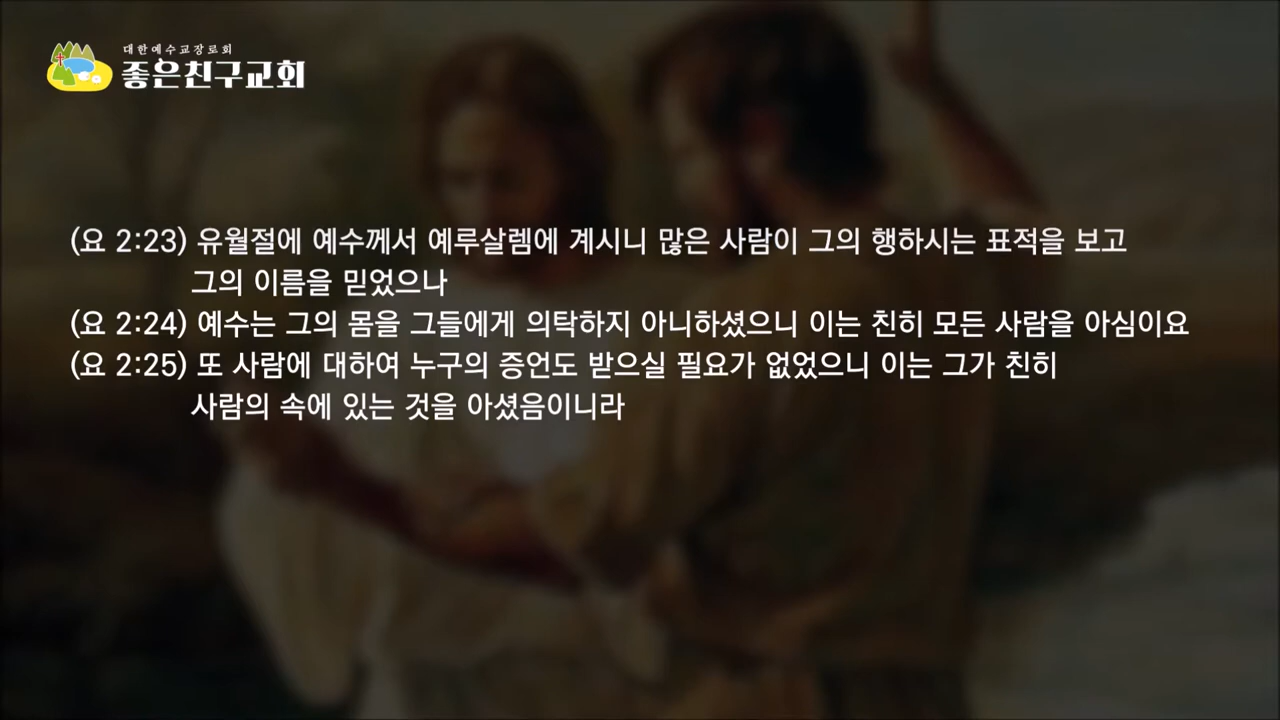 대한예수교장로회
좋은친구교회
(요 2:23) 유월절에 예수께서 예루살렘에 계시니 많은 사람이 그의 행하시는 표적을 보고
그의 이름을 믿었으나
(요 2:24) 예수는 그의 몸을 그들에게 의탁하지 아니하셨으니 이는 친히 모든 사람을 아심이요
(요 2:25) 또 사람에 대하여 누구의 증언도 받으실 필요가 없었으니 이는 그가 친히
사람의 속에 있는 것을 아셨음이니라